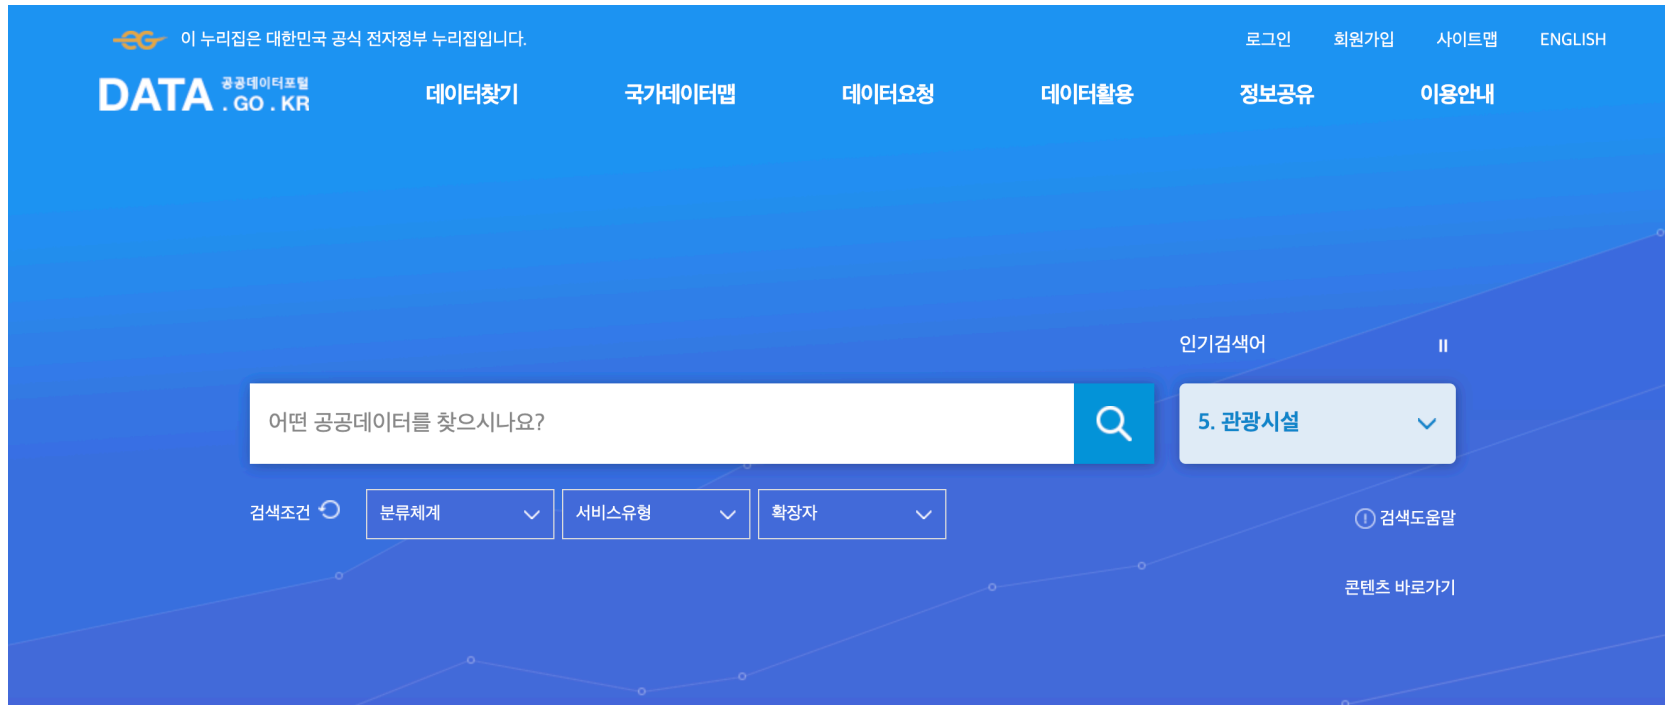 이 누리집은 대한민국 공식 전자정부 누리집입니다.
로그인 회원가입 사이트맵 ENGLISH
DATA 공공데이터포털 .GO.KR
데이터찾기 국가데이터맵 데이터요청 데이터활용 정보공유 이용안내
인기검색어
어떤 공공데이터를 찾으시나요?
5. 관광시설
검색조건 분류체계 서비스유형 확장자
검색도움말
콘텐츠 바로가기